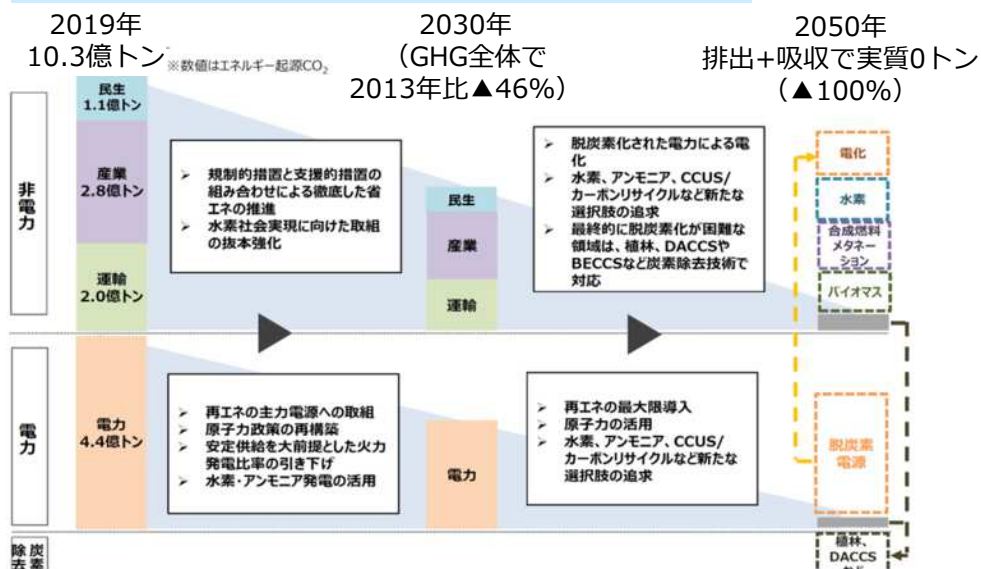 2019年
10.3億トン
※数値はエネルギー起源CO₂
2030年
（GHG全体で
2013年比▲46%）
2050年
排出+吸収で実質0トン
（▲100%）
非電力
民生
1.1億トン
産業
2.8億トン
運輸
2.0億トン
➢ 規制的措置と支援的措置の
組み合わせによる徹底した省
エネの推進
➢ 水素社会実現に向けた取組
の抜本強化
民生
産業
運輸
➢ 脱炭素化された電力による電
化
➢ 水素、アンモニア、CCUS/
カーボンリサイクルなど新たな
選択肢の追求
➢ 最終的に脱炭素化が困難な
領域は、植林、DACCSや
BECCSなど炭素除去技術で
対応
電化
水素
合成燃料
メタネー
ション
バイオマス
電力
電力
4.4億トン
➢ 再エネの主力電源への取組
➢ 原子力政策の再構築
➢ 安定供給を大前提とした火力
発電比率の引き下げ
➢ 水素・アンモニア発電の活用
電力
➢ 再エネの最大限導入
➢ 原子力の活用
➢ 水素、アンモニア、CCUS/
カーボンリサイクルなど新たな
選択肢の追求
脱炭素
電源
炭素
除去
植林、
DACCS